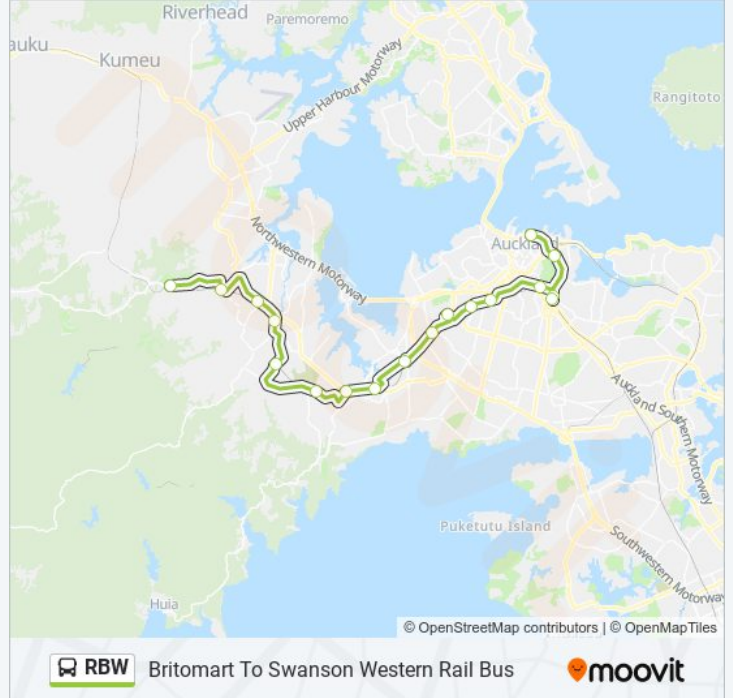 Riverhead
Paremoremo
auku
Kumeu
Upper Harbour Motorway
Rangitoto
Northwestern Motorway
Auckland
Auckland Southern Motorway
Puketutu Island
Southwestern Motorway
Huia
© OpenStreetMap contributors | © OpenMapTiles
RBW Britomart To Swanson Western Rail Bus moovit